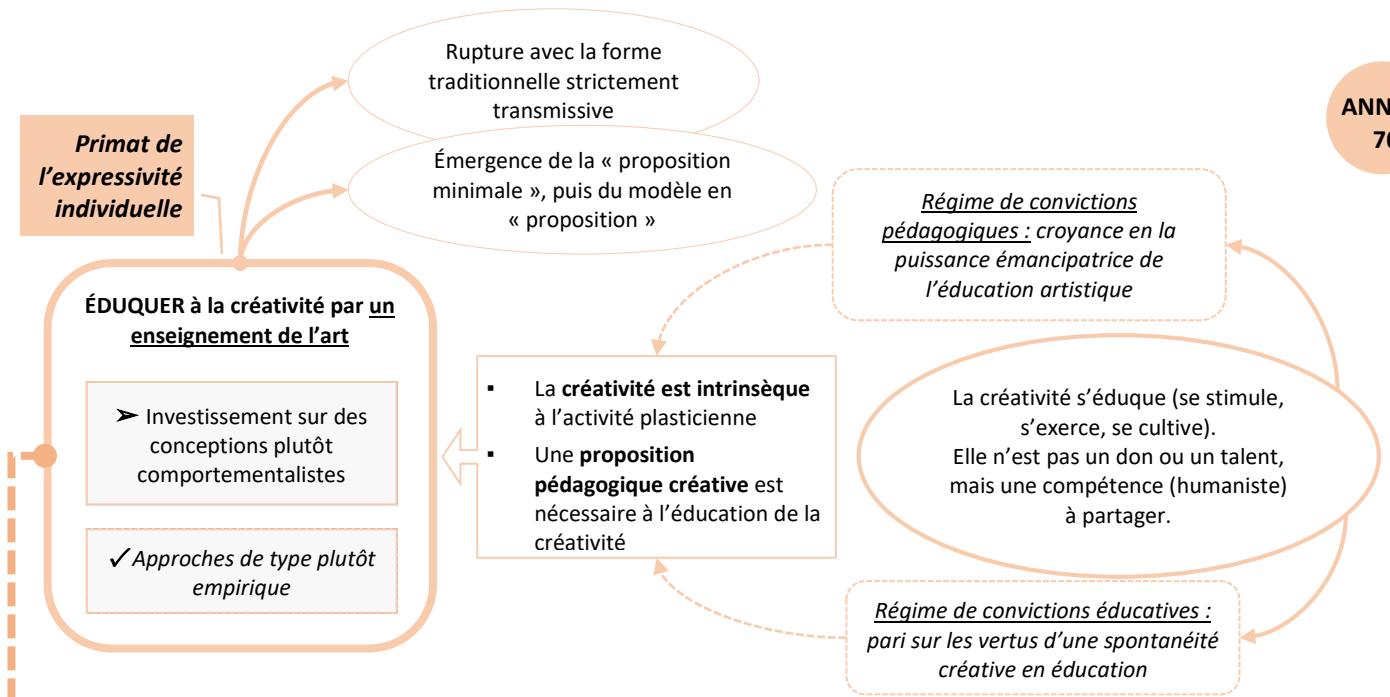 Rupture avec la forme
traditionnelle strictement
transmissive
Émergence de la « proposition
minimale », puis du modèle en
« proposition »
Primat de
l’expressivité
individuelle
ÉDUQUER à la créativité par un
enseignement de l’art
➢ Investissement sur des
conceptions plutôt
comportementalistes
✓ Approches de type plutôt
empirique
▪ La créativité est intrinsèque
à l’activité plasticienne
▪ Une proposition
pédagogique créative est
nécessaire à l’éducation de la
créativité
Régime de convictions
pédagogiques : croyance en la
puissance émancipatrice de
l’éducation artistique
La créativité s’éduque (se stimule,
s’exerce, se cultive).
Elle n’est pas un don ou un talent,
mais une compétence (humaniste)
à partager.
Régime de convictions éducatives :
pari sur les vertus d’une spontanéité
créative en éducation
ANN
7